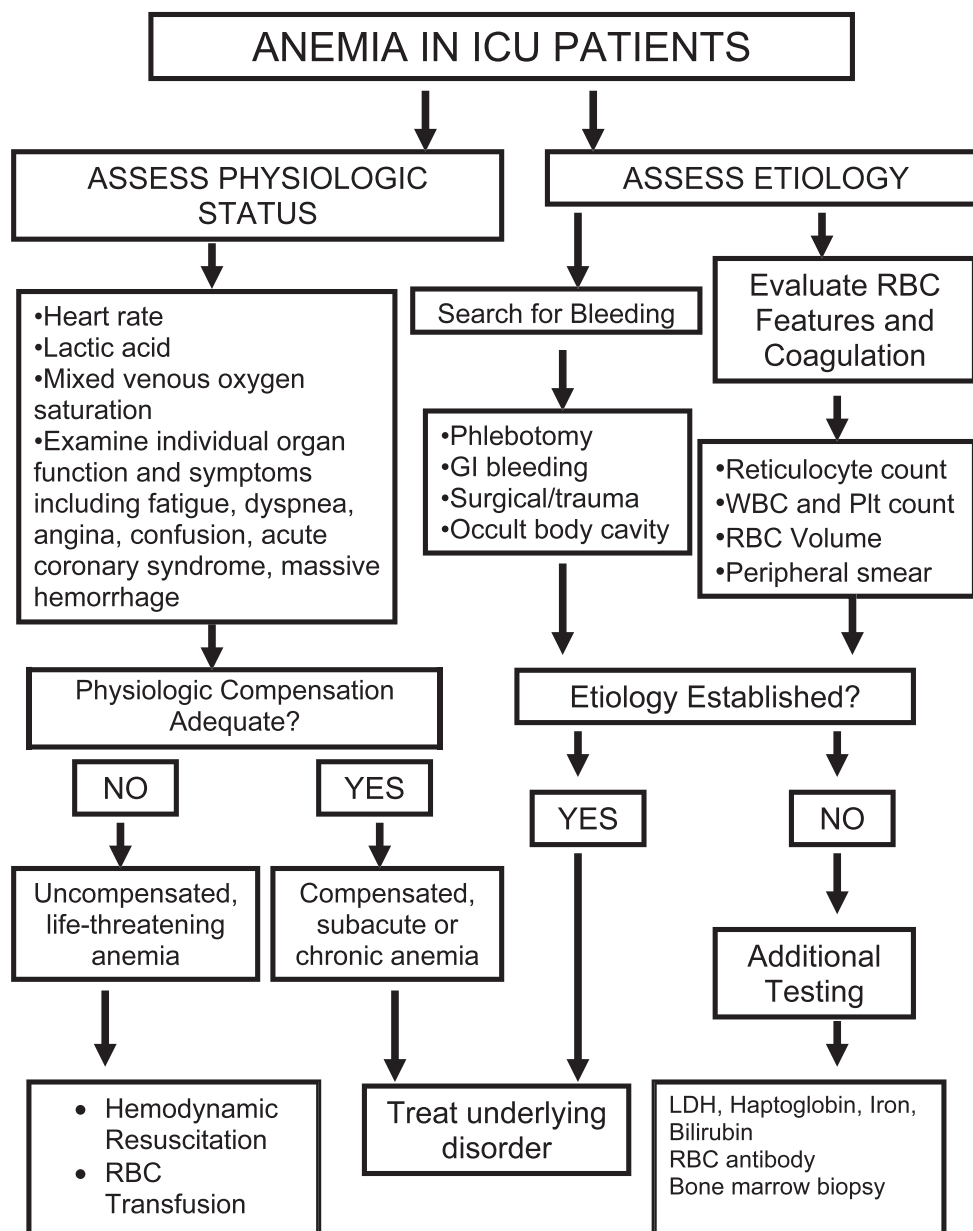 ANEMIA IN ICU PATIENTS
ASSESS PHYSIOLOGIC
STATUS
ASSESS ETIOLOGY
•Heart rate
•Lactic acid
•Mixed venous oxygen
saturation
•Examine individual organ
function and symptoms
including fatigue, dyspnea,
angina, confusion, acute
coronary syndrome, massive
hemorrhage
Search for Bleeding
Evaluate RBC
Features and
Coagulation
•Phlebotomy
•GI bleeding
•Surgical/trauma
•Occult body cavity
•Reticulocyte count
•WBC and Plt count
•RBC Volume
•Peripheral smear
Physiologic Compensation
Adequate?
Etiology Established?
NO
YES
YES
NO
Uncompensated,
life-threatening
anemia
Compensated,
subacute or
chronic anemia
Additional
Testing
• Hemodynamic
Resuscitation
• RBC
Transfusion
Treat underlying
disorder
LDH, Haptoglobin, Iron,
Bilirubin
RBC antibody
Bone marrow biopsy